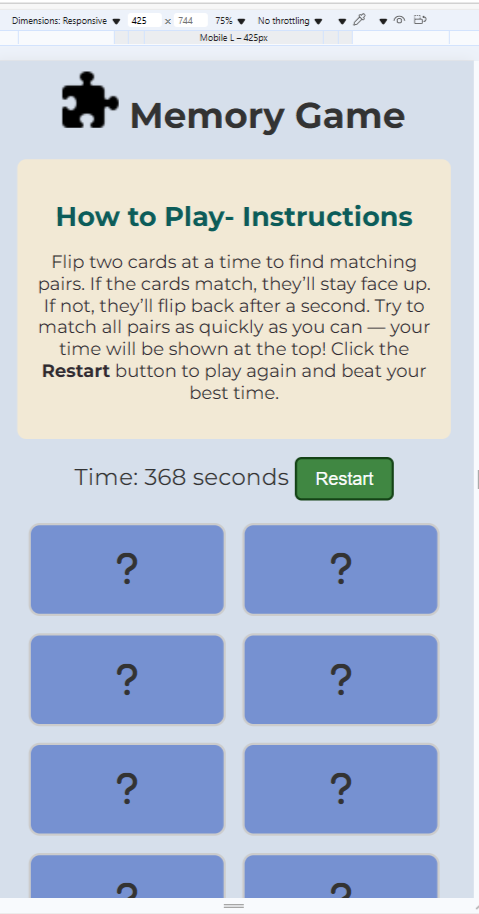 Dimensions: Responsive 425 x 744 75% No throttling
Mobile L – 425px
Memory Game
How to Play- Instructions
Flip two cards at a time to find matching
pairs. If the cards match, they’ll stay face up.
If not, they’ll flip back after a second. Try to
match all pairs as quickly as you can — your
time will be shown at the top! Click the
Restart button to play again and beat your
best time.
Time: 368 seconds Restart
? ?
? ?
? ?
? ?